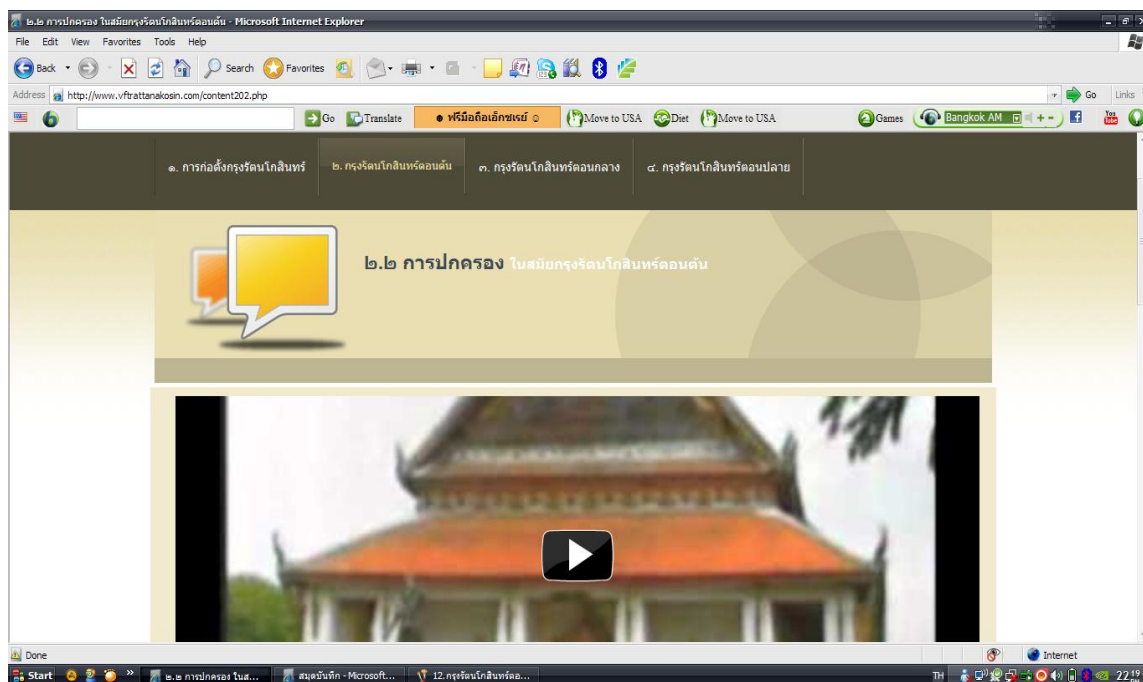 ๒.๒ การปกครอง ในสมัยกรุงรัตนโกสินทร์ตอนต้น - Microsoft Internet Explorer
File Edit View Favorites Tools Help
Back Search Favorites
Address http://www.vftrattanakosin.com/content202.php Go Links
Go Translate ฟรีมือถือเอ็กซเรย์ Move to USA Diet Move to USA Games Bangkok AM You Tube
๑. การก่อตั้งกรุงรัตนโกสินทร์ ๒. กรุงรัตนโกสินทร์ตอนต้น ๓. กรุงรัตนโกสินทร์ตอนกลาง ๔. กรุงรัตนโกสินทร์ตอนปลาย
๒.๒ การปกครอง ในสมัยกรุงรัตนโกสินทร์ตอนต้น
Done Internet
Start ๒.๒ การปกครอง ในส... สมุดบันทึก - Microsoft... 12.กรุงรัตนโกสินทร์ตอ... TH 22:19